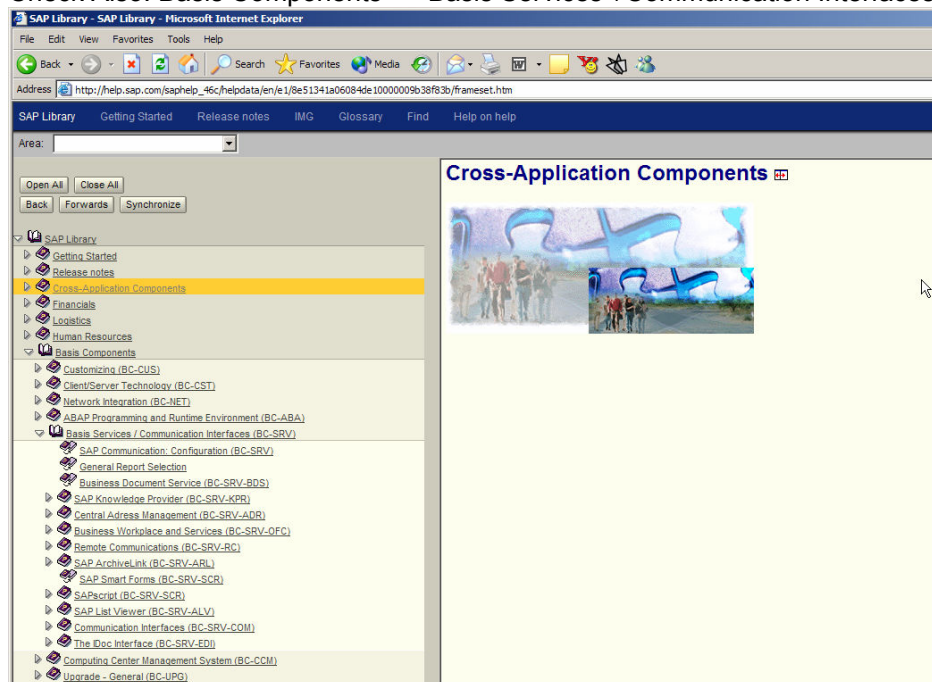 SAP Library - SAP Library - Microsoft Internet Explorer
File Edit View Favorites Tools Help
Back Search Favorites Media
Address http://help.sap.com/saphelp_46c/helpdata/en/e1/8e51341a06084de10000009b38f83b/frameset.htm
SAP Library Getting Started Release notes IMG Glossary Find Help on help
Area:
Cross-Application Components
Open All Close All
Back Forwards Synchronize
SAP Library
Getting Started
Release notes
Cross-Application Components
Financials
Logistics
Human Resources
Basis Components
Customizing (BC-CUS)
Client/Server Technology (BC-CST)
Network Integration (BC-NET)
ABAP Programming and Runtime Environment (BC-ABA)
Basis Services / Communication Interfaces (BC-SRV)
SAP Communication: Configuration (BC-SRV)
General Report Selection
Business Document Service (BC-SRV-BDS)
SAP Knowledge Provider (BC-SRV-KPR)
Central Adress Management (BC-SRV-ADR)
Business Workplace and Services (BC-SRV-OFC)
Remote Communications (BC-SRV-RC)
SAP ArchiveLink (BC-SRV-ARL)
SAP Smart Forms (BC-SRV-SCR)
SAPscript (BC-SRV-SCR)
SAP List Viewer (BC-SRV-ALV)
Communication Interfaces (BC-SRV-COM)
The IDoc Interface (BC-SRV-EDI)
Computing Center Management System (BC-CCM)
Upgrade - General (BC-UPG)